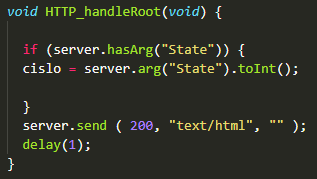 void HTTP_handleRoot(void) {
if (server.hasArg("State")) {
cislo = server.arg("State").toInt();
}
server.send ( 200, "text/html", "" );
delay(1);
}